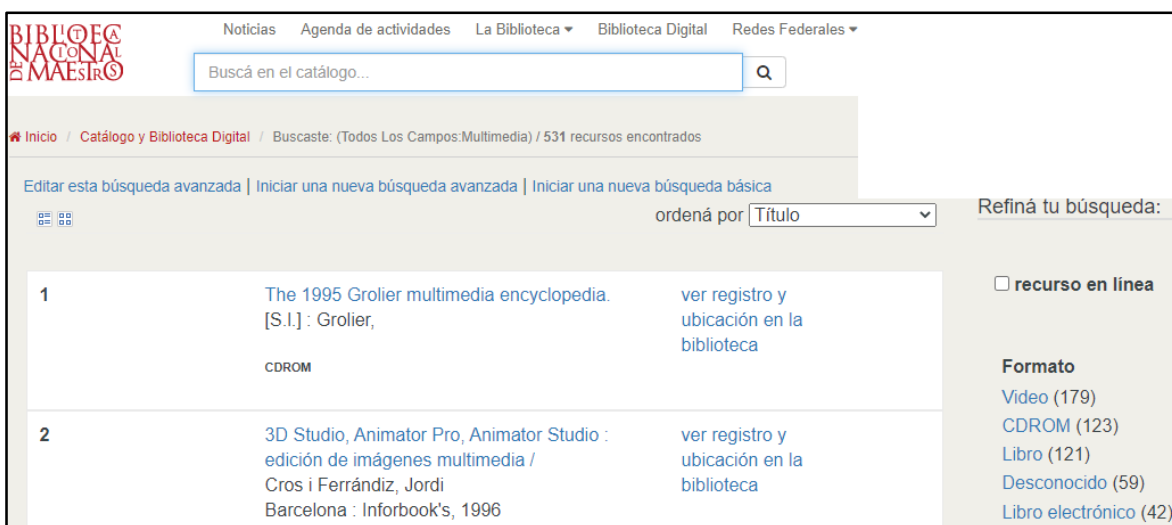 BIBLIOTECA
NACIONAL
DE MAESTROS
Noticias Agenda de actividades La Biblioteca Biblioteca Digital Redes Federales
Buscá en el catálogo...
Inicio / Catálogo y Biblioteca Digital / Buscaste: (Todos Los Campos:Multimedia) / 531 recursos encontrados
Editar esta búsqueda avanzada | Iniciar una nueva búsqueda avanzada | Iniciar una nueva búsqueda básica
ordená por Título
1
The 1995 Grolier multimedia encyclopedia.
[S.l.] : Grolier,
CDROM
ver registro y
ubicación en la
biblioteca
2
3D Studio, Animator Pro, Animator Studio :
edición de imágenes multimedia /
Cros i Ferrándiz, Jordi
Barcelona : Inforbook's, 1996
ver registro y
ubicación en la
biblioteca
Refiná tu búsqueda:
recurso en línea
Formato
Video (179)
CDROM (123)
Libro (121)
Desconocido (59)
Libro electrónico (42)